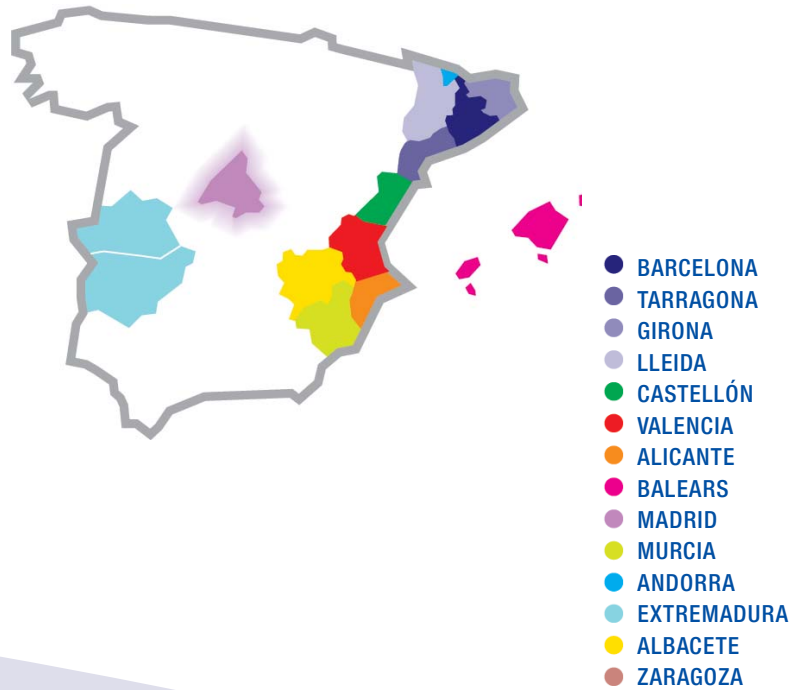 BARCELONA
TARRAGONA
GIRONA
LLEIDA
CASTELLÓN
VALENCIA
ALICANTE
BALEARS
MADRID
MURCIA
ANDORRA
EXTREMADURA
ALBACETE
ZARAGOZA